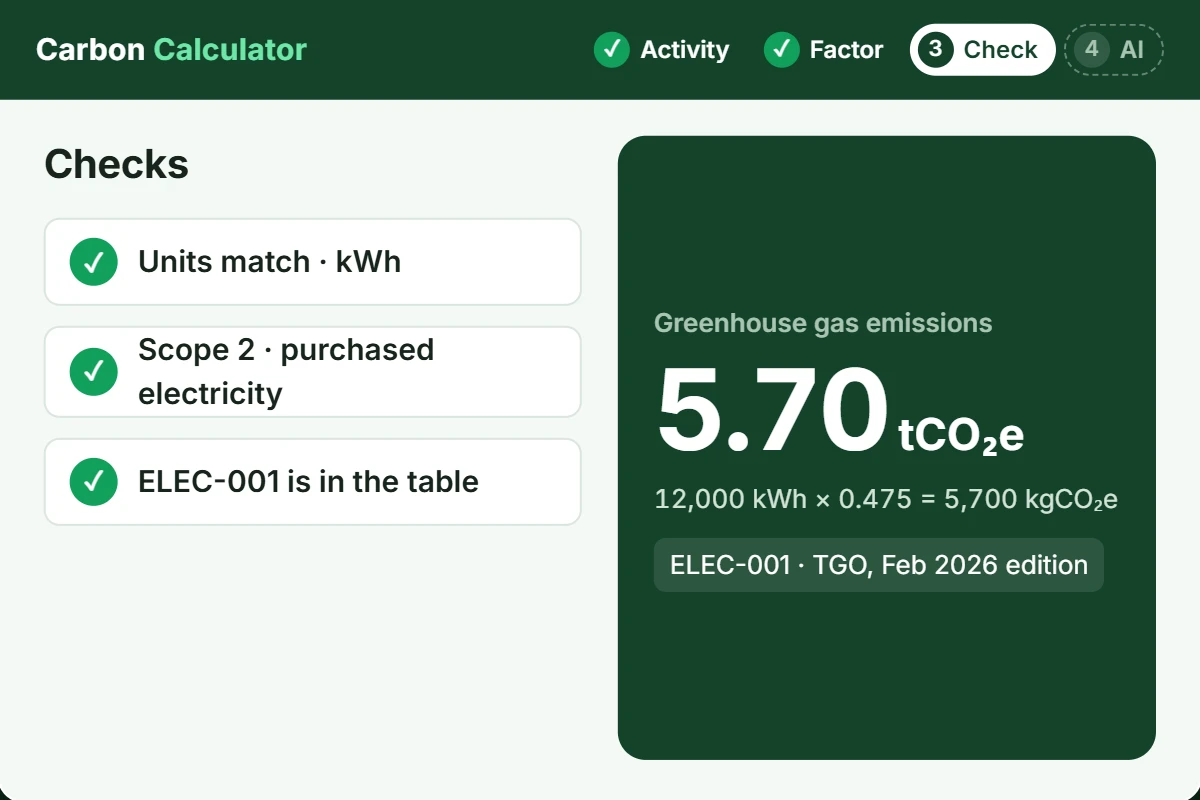 Carbon Calculator
✓ Activity
✓ Factor
3 Check
4 AI
Checks
✓ Units match · kWh
✓ Scope 2 · purchased
electricity
✓ ELEC-001 is in the table
Greenhouse gas emissions
5.70 tCO₂e
12,000 kWh × 0.475 = 5,700 kgCO₂e
ELEC-001 · TGO, Feb 2026 edition